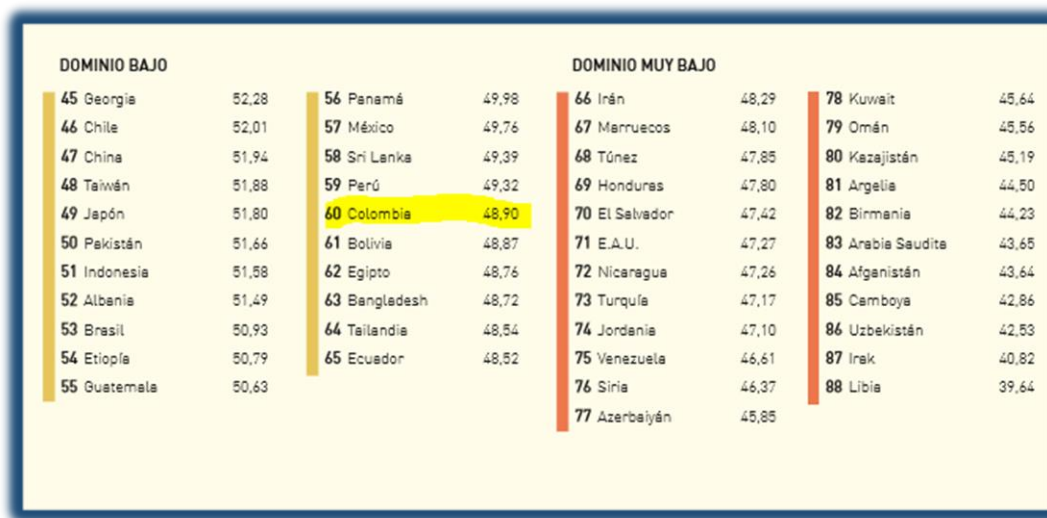 DOMINIO BAJO
45 Georgia 52,28
46 Chile 52,01
47 China 51,94
48 Taiwán 51,88
49 Japón 51,80
50 Pakistán 51,66
51 Indonesia 51,58
52 Albania 51,49
53 Brasil 50,93
54 Etiopía 50,79
55 Guatemala 50,63
56 Panamá 49,98
57 México 49,76
58 Sri Lanka 49,39
59 Perú 49,32
60 Colombia 48,90
61 Bolivia 48,87
62 Egipto 48,76
63 Bangladesh 48,72
64 Tailandia 48,54
65 Ecuador 48,52
DOMINIO MUY BAJO
66 Irán 48,29
67 Marruecos 48,10
68 Túnez 47,85
69 Honduras 47,80
70 El Salvador 47,42
71 E.A.U. 47,27
72 Nicaragua 47,26
73 Turquía 47,17
74 Jordania 47,10
75 Venezuela 46,61
76 Siria 46,37
77 Azerbaiyán 45,85
78 Kuwait 45,64
79 Omán 45,56
80 Kazajistán 45,19
81 Argelia 44,50
82 Birmania 44,23
83 Arabia Saudita 43,65
84 Afganistán 43,64
85 Camboya 42,86
86 Uzbekistán 42,53
87 Irak 40,82
88 Libia 39,64